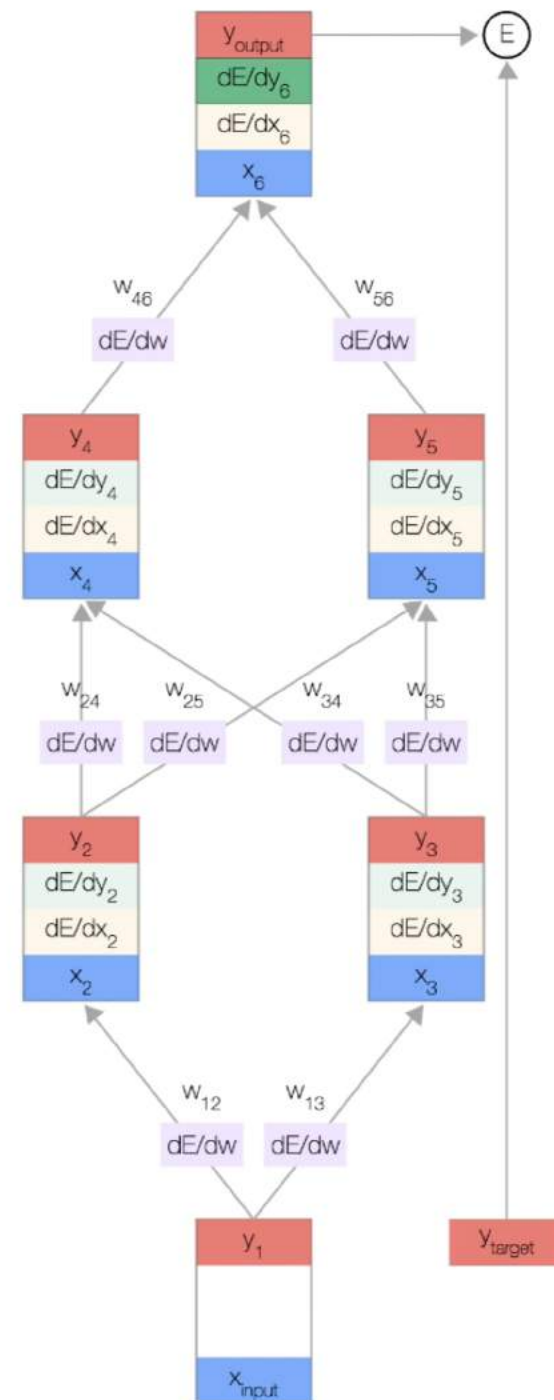 y_output
E
dE/dy_6
dE/dx_6
x_6
w_46
w_56
dE/dw
dE/dw
y_4
y_5
dE/dy_4
dE/dy_5
dE/dx_4
dE/dx_5
x_4
x_5
w_24
w_25
w_34
w_35
dE/dw
dE/dw
dE/dw
dE/dw
y_2
y_3
dE/dy_2
dE/dy_3
dE/dx_2
dE/dx_3
x_2
x_3
w_12
w_13
dE/dw
dE/dw
y_1
y_target
x_input